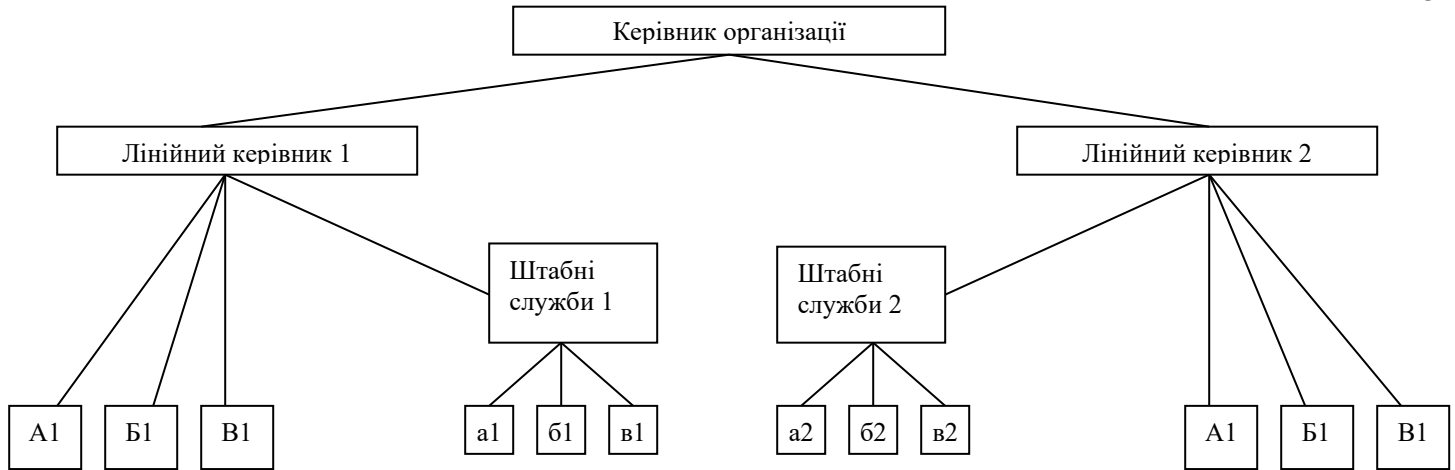 Керівник організації
Лінійний керівник 1
Лінійний керівник 2
Штабні
служби 1
Штабні
служби 2
А1
Б1
В1
а1
б1
в1
а2
б2
в2
А1
Б1
В1